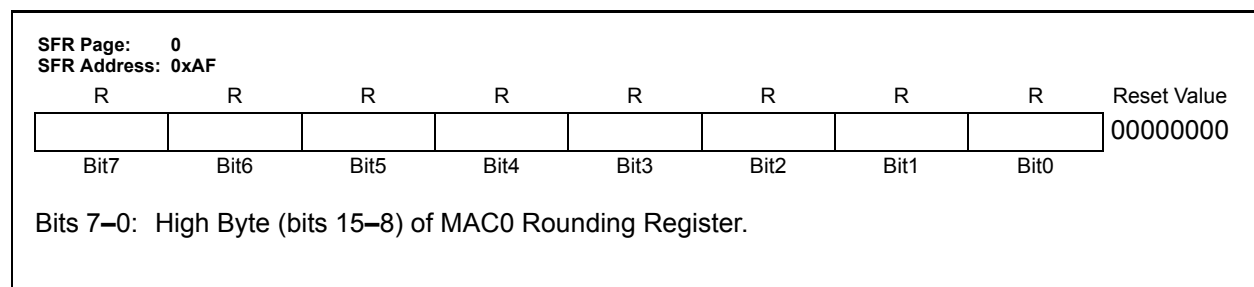 SFR Page: 0
SFR Address: 0xAF
R R R R R R R R Reset Value
00000000
Bit7 Bit6 Bit5 Bit4 Bit3 Bit2 Bit1 Bit0
Bits 7–0: High Byte (bits 15–8) of MAC0 Rounding Register.